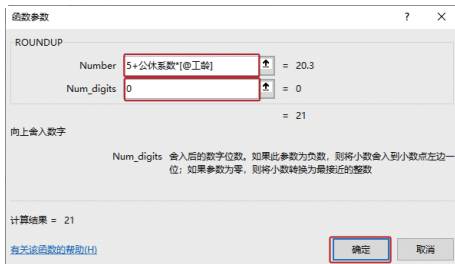 函数参数 ? ×
ROUNDUP
Number 5+公休系数*[@工龄] = 20.3
Num_digits 0 = 0
= 21
向上舍入数字
Num_digits 舍入后的数字位数。如果此参数为负数，则将小数舍入到小数点左边一
位；如果参数为零，则将小数转换为最接近的整数
计算结果 = 21
有关该函数的帮助(H) 确定 取消